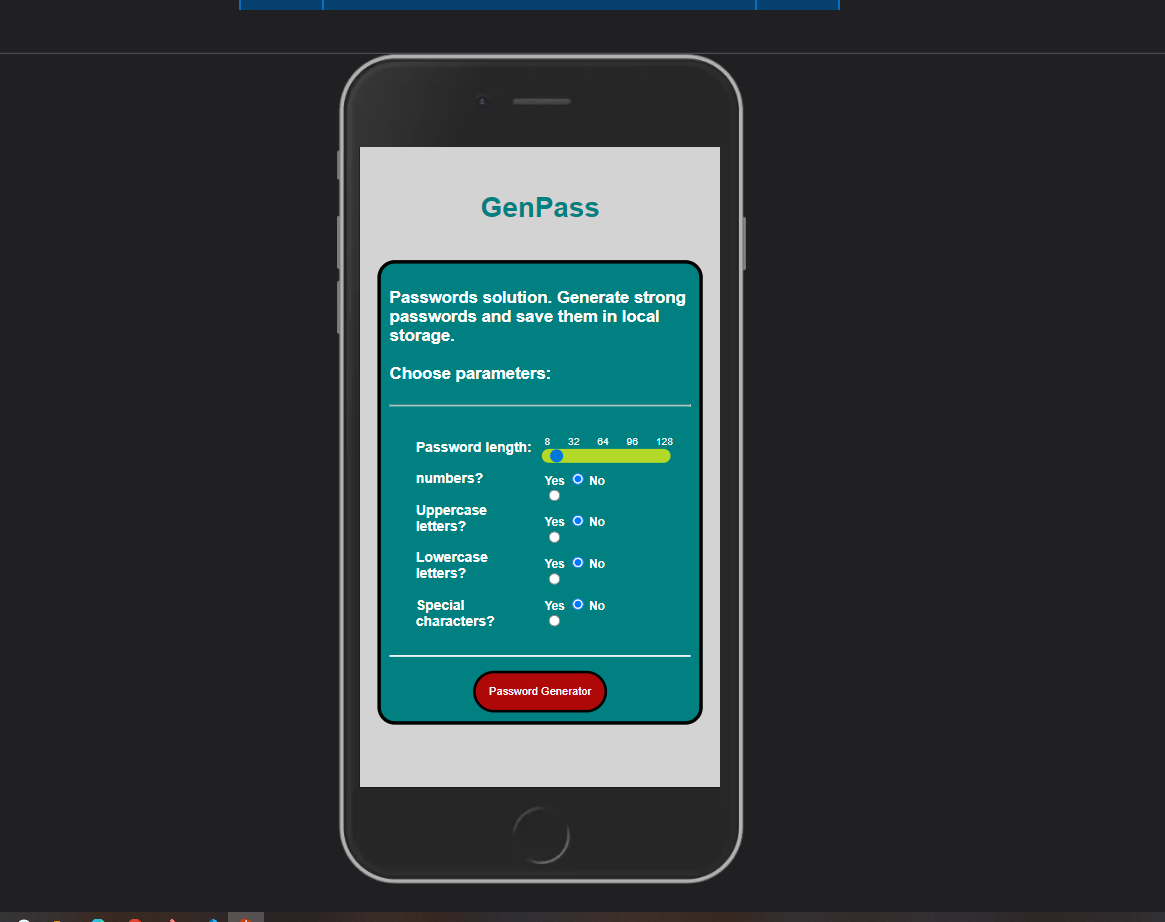 GenPass
Passwords solution. Generate strong
passwords and save them in local
storage.
Choose parameters:
8 32 64 96 128
Password length:
numbers?
Yes No
Uppercase
letters?
Yes No
Lowercase
letters?
Yes No
Special
characters?
Yes No
Password Generator